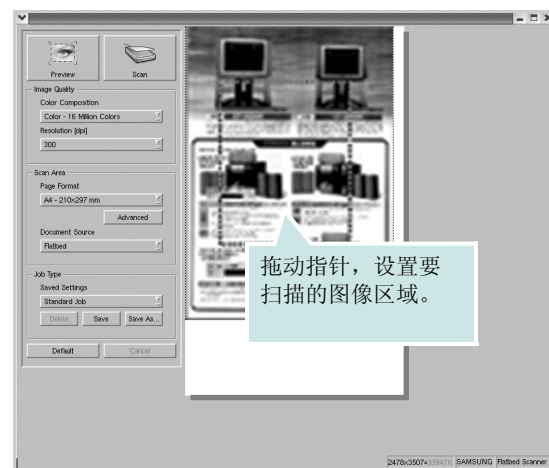 Preview
Scan
Image Quality
Color Composition
Color - 16 Million Colors
Resolution [dpi]
300
Scan Area
Page Format
A4 - 210x297 mm
Advanced
Document Source
Flatbed
Job Type
Saved Settings
Standard Job
Delete Save Save As...
Default Cancel
拖动指针，设置要
扫描的图像区域。
2478x3507=33947K SAMSUNG Flatbed Scanner